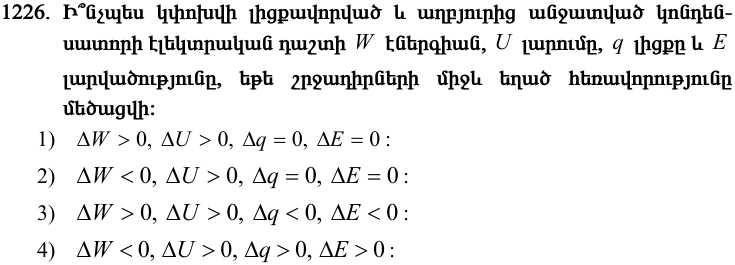 1226. Ի՞նչպես կփոխվի լիցքավորված և աղբյուրից անջատված կոնդեն-
սատորի էլեկտրական դաշտի W էներգիան, U լարումը, q լիցքը և E
լարվածությունը, եթե շրջադիրների միջև եղած հեռավորությունը
մեծացվի:
1) ΔW > 0, ΔU > 0, Δq = 0, ΔE = 0 :
2) ΔW < 0, ΔU > 0, Δq = 0, ΔE = 0 :
3) ΔW > 0, ΔU > 0, Δq < 0, ΔE < 0 :
4) ΔW < 0, ΔU > 0, Δq > 0, ΔE > 0 :